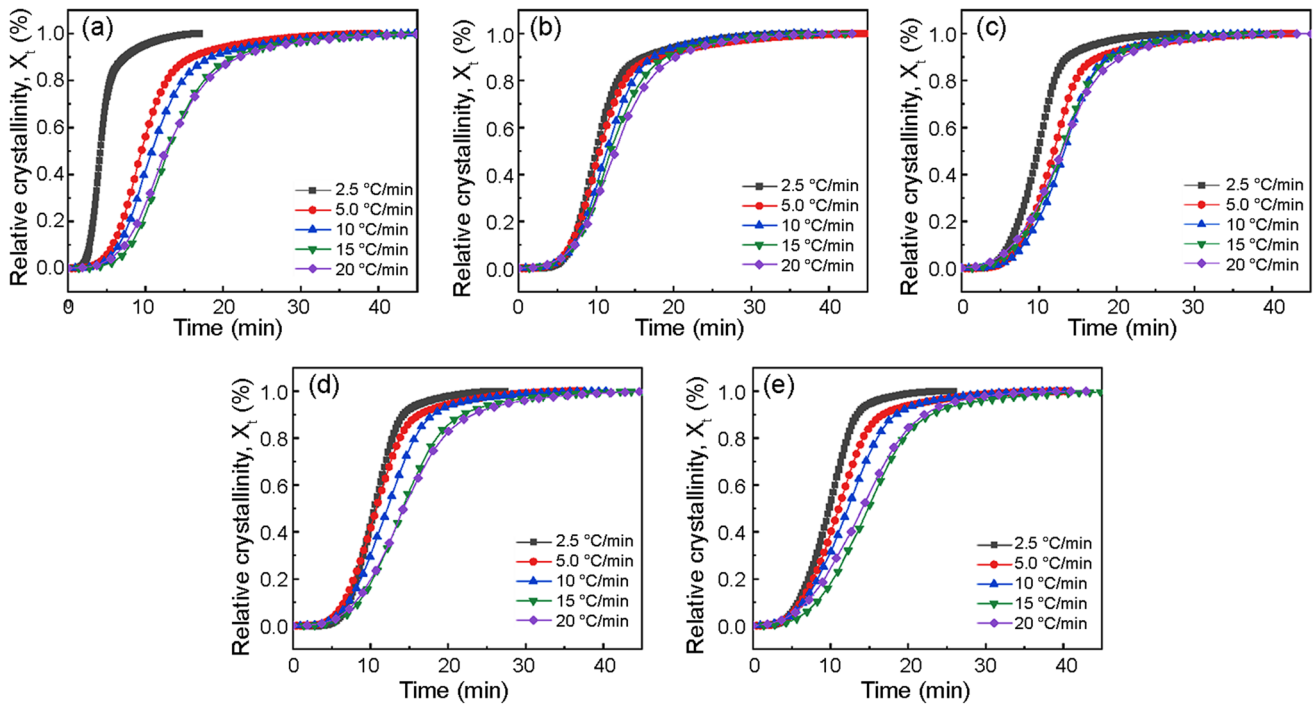 (a)
Relative crystallinity, Xt (%)
1.0
0.8
0.6
0.4
0.2
0.0
2.5 °C/min
5.0 °C/min
10 °C/min
15 °C/min
20 °C/min
0 10 20 30 40
Time (min)
(b)
Relative crystallinity, Xt (%)
1.0
0.8
0.6
0.4
0.2
0.0
2.5 °C/min
5.0 °C/min
10 °C/min
15 °C/min
20 °C/min
0 10 20 30 40
Time (min)
(c)
Relative crystallinity, Xt (%)
1.0
0.8
0.6
0.4
0.2
0.0
2.5 °C/min
5.0 °C/min
10 °C/min
15 °C/min
20 °C/min
0 10 20 30 40
Time (min)
(d)
Relative crystallinity, Xt (%)
1.0
0.8
0.6
0.4
0.2
0.0
2.5 °C/min
5.0 °C/min
10 °C/min
15 °C/min
20 °C/min
0 10 20 30 40
Time (min)
(e)
Relative crystallinity, Xt (%)
1.0
0.8
0.6
0.4
0.2
0.0
2.5 °C/min
5.0 °C/min
10 °C/min
15 °C/min
20 °C/min
0 10 20 30 40
Time (min)